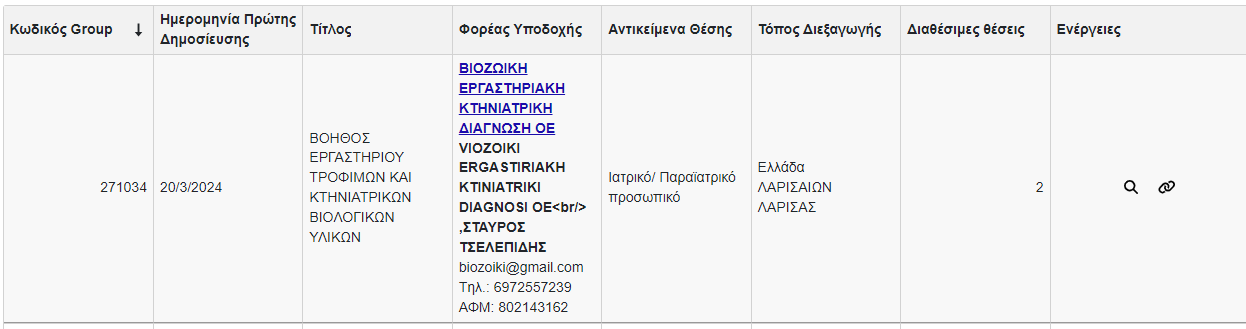 Κωδικός Group
Ημερομηνία Πρώτης
Δημοσίευσης
Τίτλος
Φορέας Υποδοχής
Αντικείμενα Θέσης
Τόπος Διεξαγωγής
Διαθέσιμες θέσεις
Ενέργειες
271034
20/3/2024
ΒΟΗΘΟΣ
ΕΡΓΑΣΤΗΡΙΟΥ
ΤΡΟΦΙΜΩΝ ΚΑΙ
ΚΤΗΝΙΑΤΡΙΚΩΝ
ΒΙΟΛΟΓΙΚΩΝ
ΥΛΙΚΩΝ
ΒΙΟΖΩΙΚΗ
ΕΡΓΑΣΤΗΡΙΑΚΗ
ΚΤΗΝΙΑΤΡΙΚΗ
ΔΙΑΓΝΩΣΗ ΟΕ
VIOZOIKI
ERGASTIRIAKH
KTINIATRIKI
DIAGNOSI OE<br/>
,ΣΤΑΥΡΟΣ
ΤΣΕΛΕΠΙΔΗΣ
biozoiki@gmail.com
Τηλ.: 6972557239
ΑΦΜ: 802143162
Ιατρικό/ Παραϊατρικό
προσωπικό
Ελλάδα
ΛΑΡΙΣΑΙΩΝ
ΛΑΡΙΣΑΣ
2